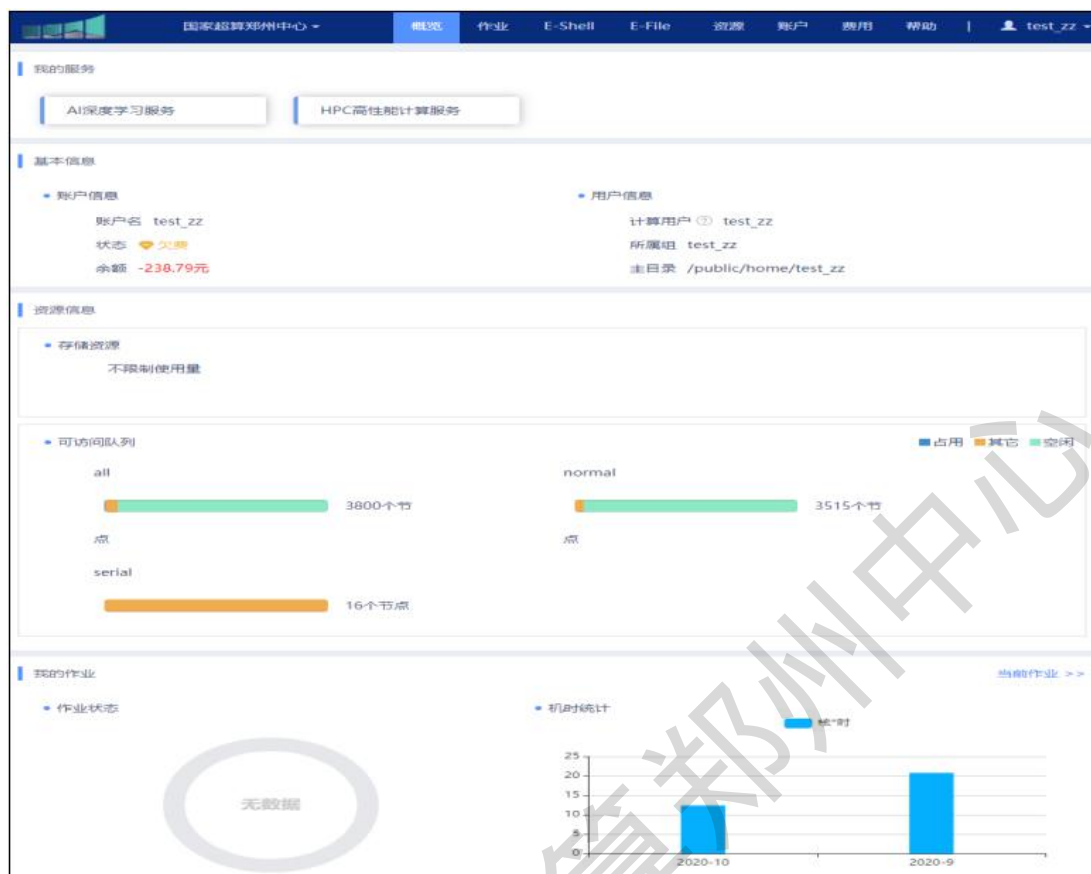 国家超算郑州中心 概览 作业 E-Shell E-File 资源 账户 费用 帮助 | test_zz
我的服务
AI深度学习服务 HPC高性能计算服务
基本信息
账户信息 用户信息
账户名 test_zz 计算用户 test_zz
状态 欠费 所属组 test_zz
余额 -238.79元 主目录 /public/home/test_zz
资源信息
存储资源
不限制使用量
可访问队列 占用 其它 空闲
all normal
3800个节 3515个节
点 点
serial
16个节点
我的作业 当前作业 >>
作业状态 机时统计
核*时
无数据
25
20
15
10
5
0
2020-10 2020-9
算郑州中心